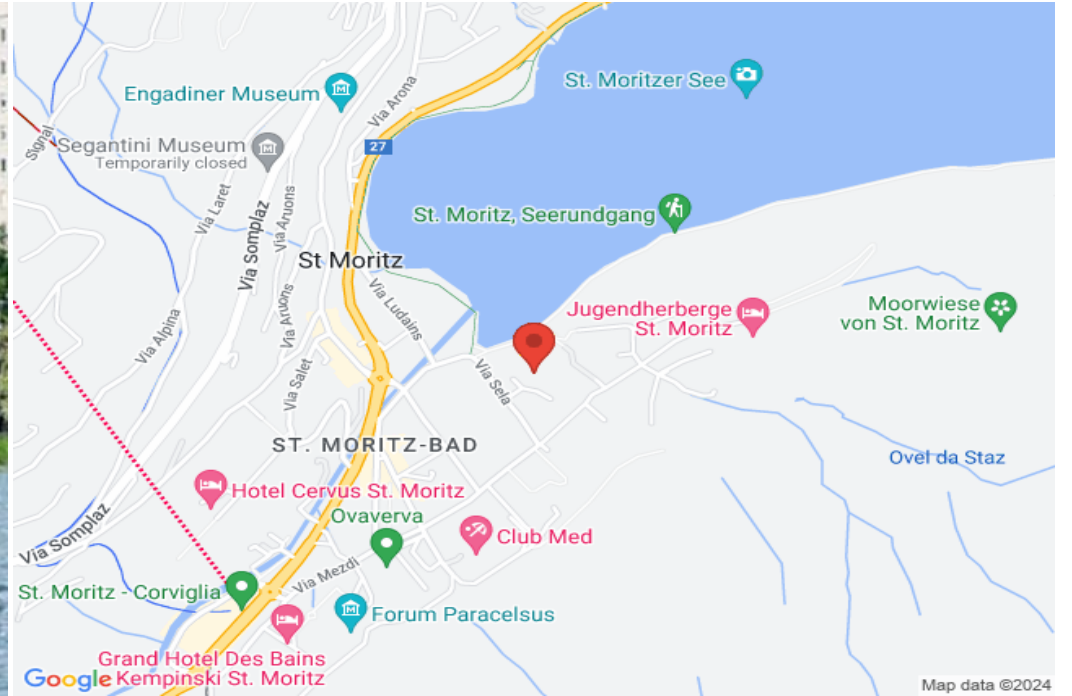 St. Moritzer See
Engadiner Museum
Via Arona
Signal
Segantini Museum
Temporarily closed
27
Via Laret
Via Somplaz
Via Aruons
St. Moritz, Seerundgang
St Moritz
Via Ludains
Via Aruons
Via Alpina
Via Salet
Via Sela
Jugendherberge
St. Moritz
Moorwiese
von St. Moritz
ST. MORITZ-BAD
Ovel da Staz
Hotel Cervus St. Moritz
Ovaverva
Club Med
Via Somplaz
Via Mezdi
St. Moritz - Corviglia
Forum Paracelsus
Grand Hotel Des Bains
Kempinski St. Moritz
Google
Map data ©2024